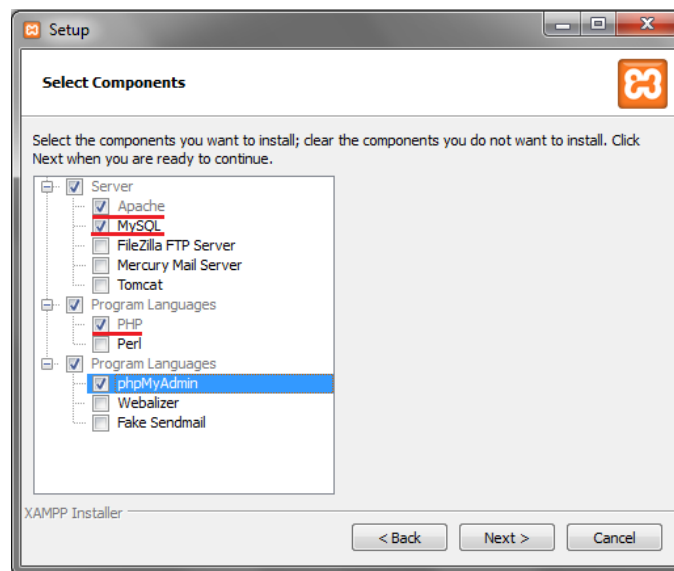 Setup
Select Components
Select the components you want to install; clear the components you do not want to install. Click
Next when you are ready to continue.
Server
Apache
MySQL
FileZilla FTP Server
Mercury Mail Server
Tomcat
Program Languages
PHP
Perl
Program Languages
phpMyAdmin
Webalizer
Fake Sendmail
XAMPP Installer
< Back Next > Cancel